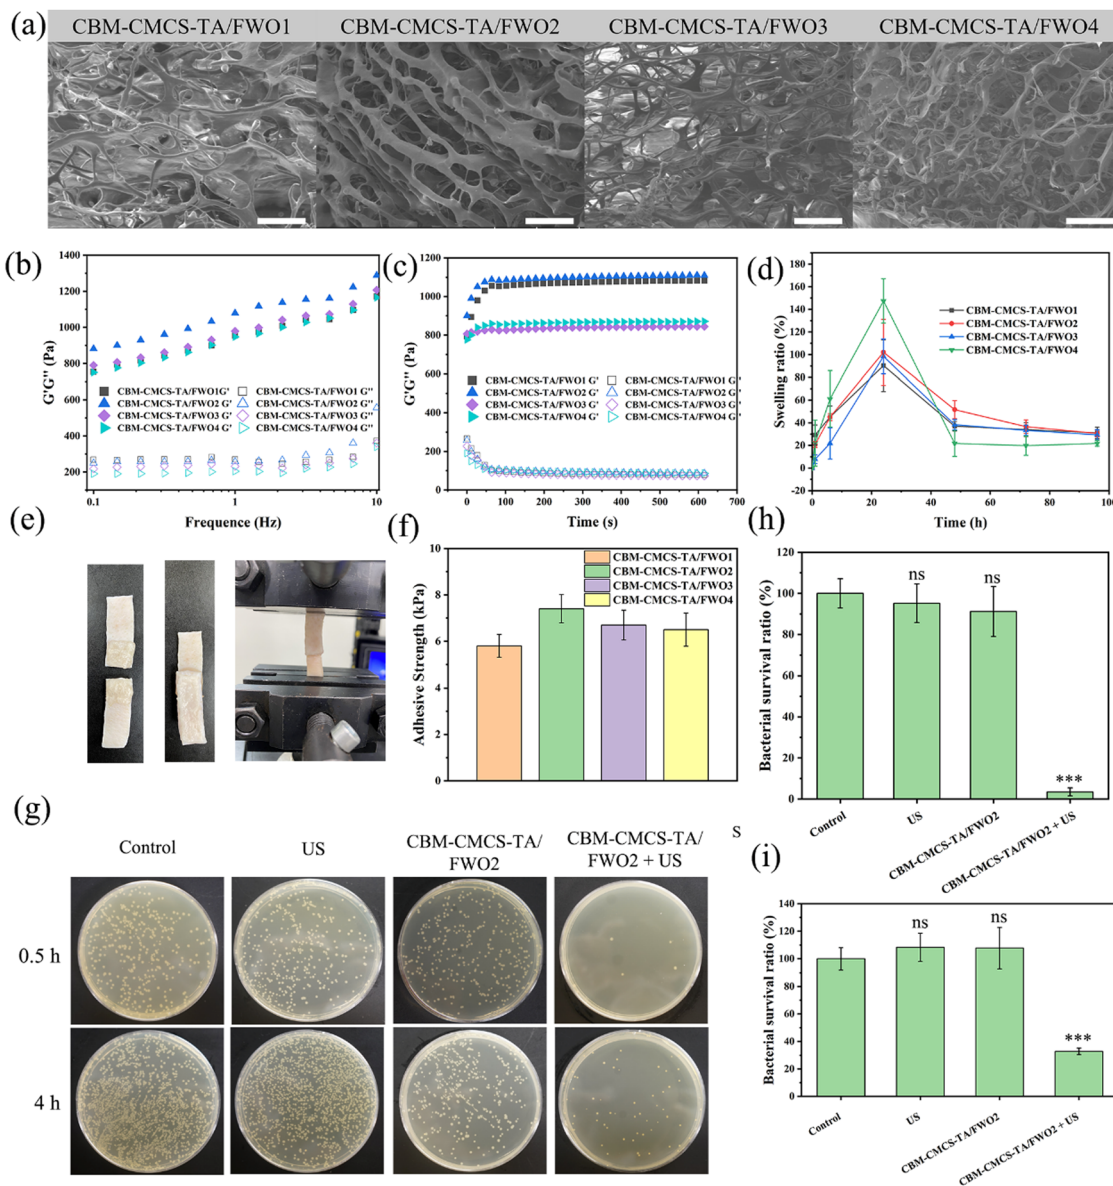 (a)
CBM-CMCS-TA/FWO1
CBM-CMCS-TA/FWO2
CBM-CMCS-TA/FWO3
CBM-CMCS-TA/FWO4
(b)
1400
1200
1000
800
600
400
200
G'G'' (Pa)
CBM-CMCS-TA/FWO1G'
CBM-CMCS-TA/FWO2 G'
CBM-CMCS-TA/FWO3 G'
CBM-CMCS-TA/FWO4 G'
CBM-CMCS-TA/FWO1 G''
CBM-CMCS-TA/FWO2 G''
CBM-CMCS-TA/FWO3 G''
CBM-CMCS-TA/FWO4 G''
0.1
1
10
Frequence (Hz)
(c)
1200
1000
800
600
400
200
0
G'G'' (Pa)
CBM-CMCS-TA/FWO1 G'
CBM-CMCS-TA/FWO2 G'
CBM-CMCS-TA/FWO3 G'
CBM-CMCS-TA/FWO4 G'
CBM-CMCS-TA/FWO1 G''
CBM-CMCS-TA/FWO2 G''
CBM-CMCS-TA/FWO3 G''
CBM-CMCS-TA/FWO4 G''
-100 0 100 200 300 400 500 600 700
Time (s)
(d)
180
160
140
120
100
80
60
40
20
0
-20
Swelling ratio (%)
CBM-CMCS-TA/FWO1
CBM-CMCS-TA/FWO2
CBM-CMCS-TA/FWO3
CBM-CMCS-TA/FWO4
0 20 40 60 80 100
Time (h)
(e)
(f)
10
8
6
4
2
0
Adhesive Strength (kPa)
CBM-CMCS-TA/FWO1
CBM-CMCS-TA/FWO2
CBM-CMCS-TA/FWO3
CBM-CMCS-TA/FWO4
(h)
120
100
80
60
40
20
0
Bacterial survival ratio (%)
ns
ns
***
Control
US
CBM-CMCS-TA/FWO2
CBM-CMCS-TA/FWO2 + US
(g)
Control
US
CBM-CMCS-TA/
FWO2
CBM-CMCS-TA/
FWO2 + US
0.5 h
4 h
S
(i)
140
120
100
80
60
40
20
0
Bacterial survival ratio (%)
ns
ns
***
Control
US
CBM-CMCS-TA/FWO2
CBM-CMCS-TA/FWO2 + US